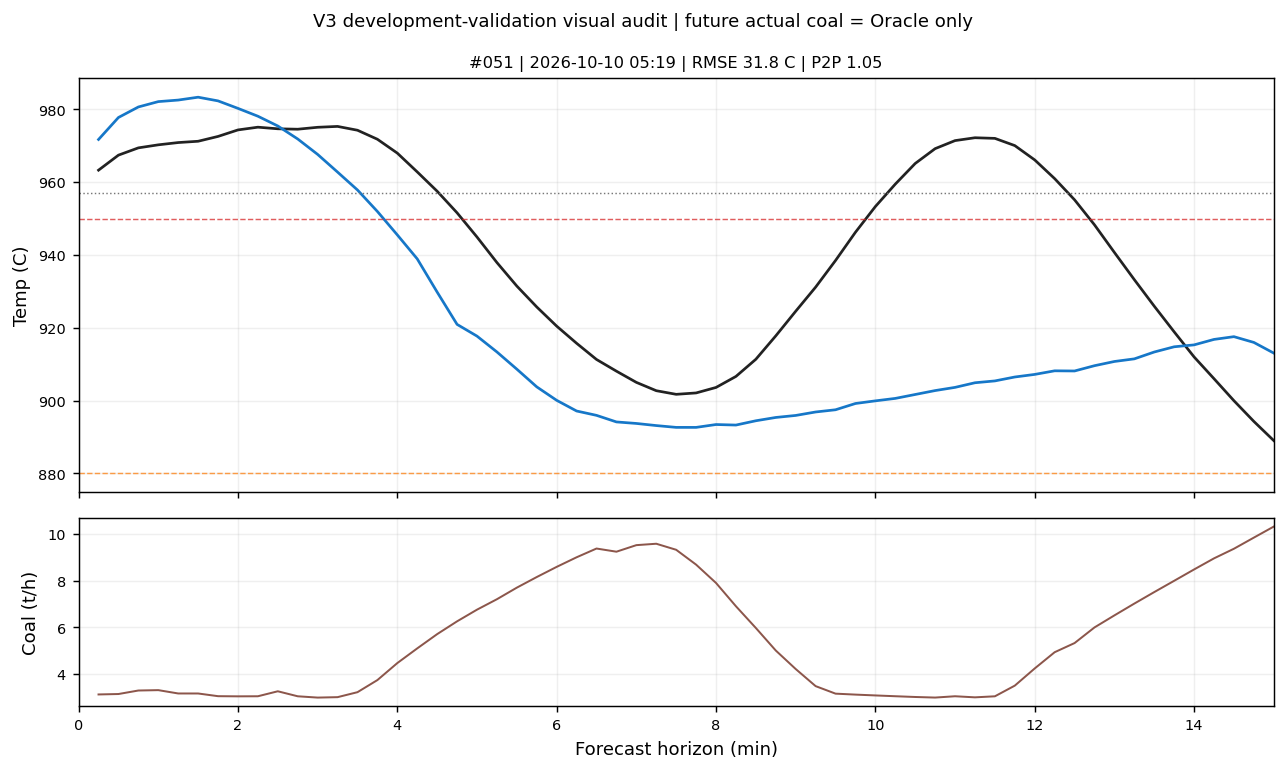 V3 development-validation visual audit | future actual coal = Oracle only
#051 | 2026-10-10 05:19 | RMSE 31.8 C | P2P 1.05
980
960
940
920
900
880
Temp (C)
10
8
6
4
Coal (t/h)
0 2 4 6 8 10 12 14
Forecast horizon (min)